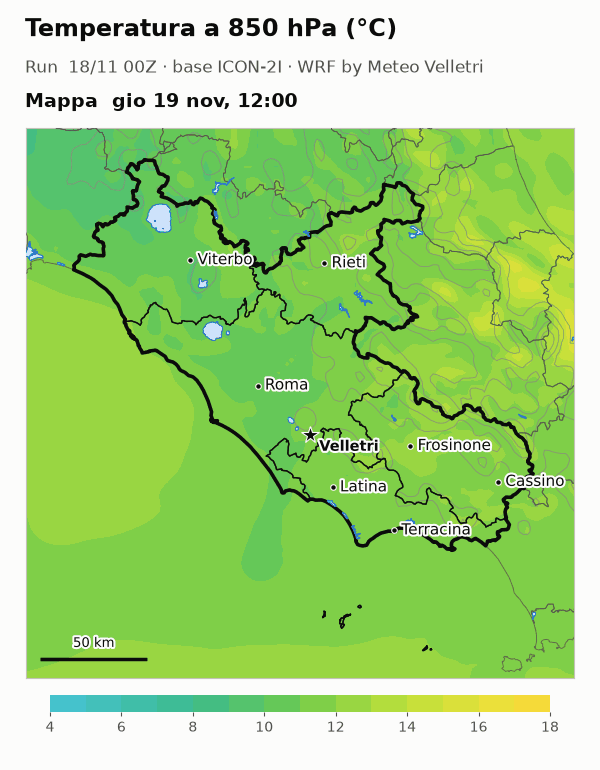 Temperatura a 850 hPa (°C)
Run  18/11 00Z · base ICON-2I · WRF by Meteo Velletri
Mappa  gio 19 nov, 12:00
Viterbo
Rieti
Roma
Velletri
Frosinone
Latina
Cassino
Terracina
50 km
4 6 8 10 12 14 16 18